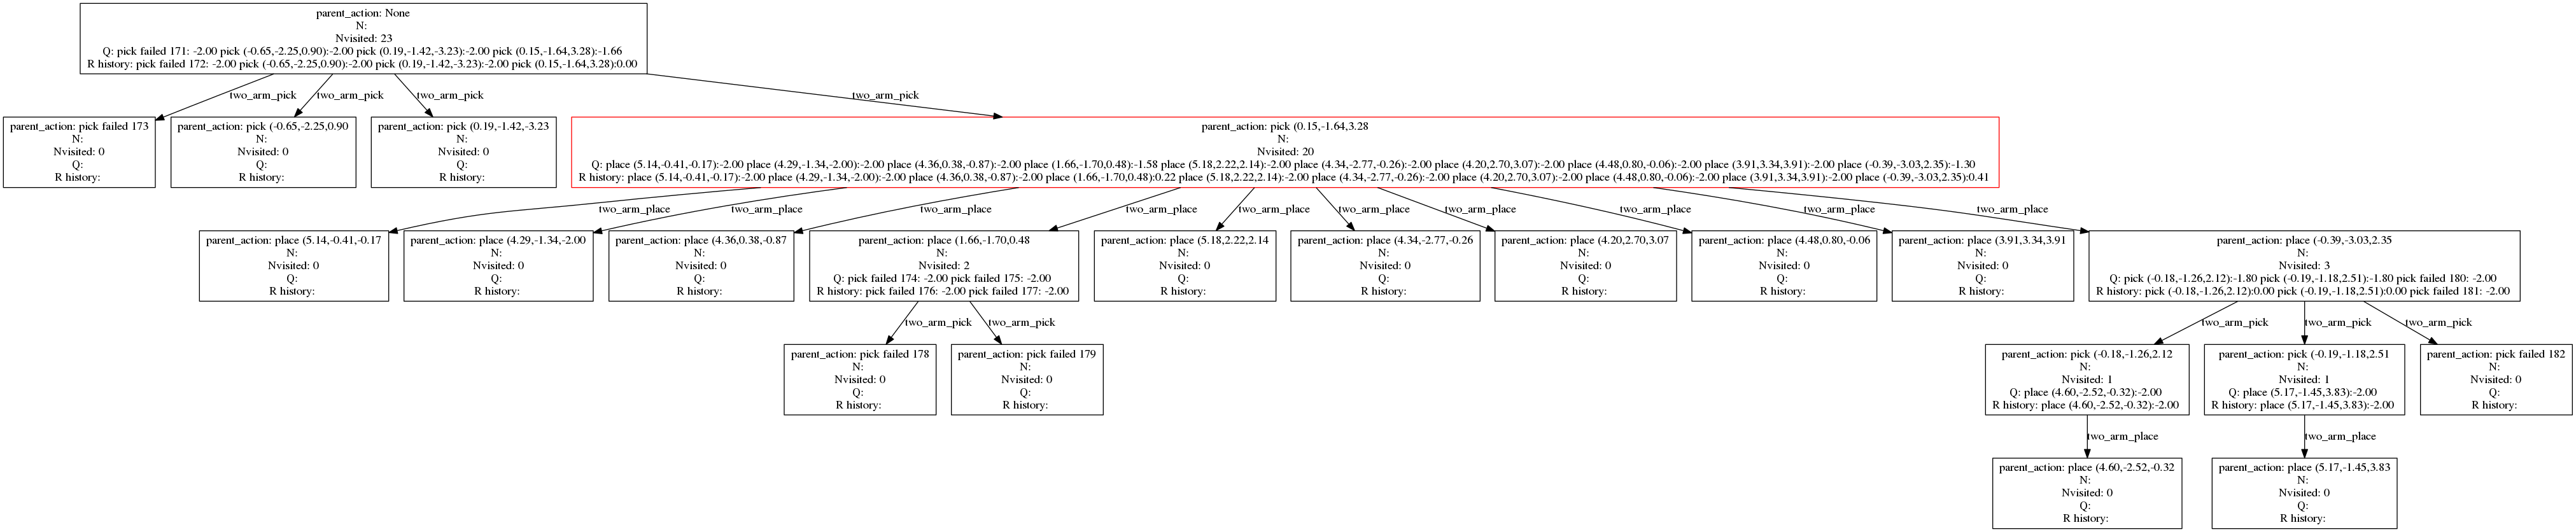 parent_action: None
N:
Nvisited: 23
Q: pick failed 171: -2.00 pick (-0.65,-2.25,0.90):-2.00 pick (0.19,-1.42,-3.23):-2.00 pick (0.15,-1.64,3.28):-1.66
R history: pick failed 172: -2.00 pick (-0.65,-2.25,0.90):-2.00 pick (0.19,-1.42,-3.23):-2.00 pick (0.15,-1.64,3.28):0.00
two_arm_pick
two_arm_pick
two_arm_pick
two_arm_pick
parent_action: pick failed 173
N:
Nvisited: 0
Q:
R history:
parent_action: pick (-0.65,-2.25,0.90
N:
Nvisited: 0
Q:
R history:
parent_action: pick (0.19,-1.42,-3.23
N:
Nvisited: 0
Q:
R history:
parent_action: pick (0.15,-1.64,3.28
N:
Nvisited: 20
Q: place (5.14,-0.41,-0.17):-2.00 place (4.29,-1.34,-2.00):-2.00 place (4.36,0.38,-0.87):-2.00 place (1.66,-1.70,0.48):-1.58 place (5.18,2.22,2.14):-2.00 place (4.34,-2.77,-0.26):-2.00 place (4.20,2.70,3.07):-2.00 place (4.48,0.80,-0.06):-2.00 place (3.91,3.34,3.91):-2.00 place (-0.39,-3.03,2.35):-1.30
R history: place (5.14,-0.41,-0.17):-2.00 place (4.29,-1.34,-2.00):-2.00 place (4.36,0.38,-0.87):-2.00 place (1.66,-1.70,0.48):0.22 place (5.18,2.22,2.14):-2.00 place (4.34,-2.77,-0.26):-2.00 place (4.20,2.70,3.07):-2.00 place (4.48,0.80,-0.06):-2.00 place (3.91,3.34,3.91):-2.00 place (-0.39,-3.03,2.35):0.41
two_arm_place
two_arm_place
two_arm_place
two_arm_place
two_arm_place
two_arm_place
two_arm_place
two_arm_place
two_arm_place
two_arm_place
parent_action: place (5.14,-0.41,-0.17
N:
Nvisited: 0
Q:
R history:
parent_action: place (4.29,-1.34,-2.00
N:
Nvisited: 0
Q:
R history:
parent_action: place (4.36,0.38,-0.87
N:
Nvisited: 0
Q:
R history:
parent_action: place (1.66,-1.70,0.48
N:
Nvisited: 2
Q: pick failed 174: -2.00 pick failed 175: -2.00
R history: pick failed 176: -2.00 pick failed 177: -2.00
parent_action: place (5.18,2.22,2.14
N:
Nvisited: 0
Q:
R history:
parent_action: place (4.34,-2.77,-0.26
N:
Nvisited: 0
Q:
R history:
parent_action: place (4.20,2.70,3.07
N:
Nvisited: 0
Q:
R history:
parent_action: place (4.48,0.80,-0.06
N:
Nvisited: 0
Q:
R history:
parent_action: place (3.91,3.34,3.91
N:
Nvisited: 0
Q:
R history:
parent_action: place (-0.39,-3.03,2.35
N:
Nvisited: 3
Q: pick (-0.18,-1.26,2.12):-1.80 pick (-0.19,-1.18,2.51):-1.80 pick failed 180: -2.00
R history: pick (-0.18,-1.26,2.12):0.00 pick (-0.19,-1.18,2.51):0.00 pick failed 181: -2.00
two_arm_pick
two_arm_pick
two_arm_pick
two_arm_pick
two_arm_pick
parent_action: pick failed 178
N:
Nvisited: 0
Q:
R history:
parent_action: pick failed 179
N:
Nvisited: 0
Q:
R history:
parent_action: pick (-0.18,-1.26,2.12
N:
Nvisited: 1
Q: place (4.60,-2.52,-0.32):-2.00
R history: place (4.60,-2.52,-0.32):-2.00
parent_action: pick (-0.19,-1.18,2.51
N:
Nvisited: 1
Q: place (5.17,-1.45,3.83):-2.00
R history: place (5.17,-1.45,3.83):-2.00
parent_action: pick failed 182
N:
Nvisited: 0
Q:
R history:
two_arm_place
two_arm_place
parent_action: place (4.60,-2.52,-0.32
N:
Nvisited: 0
Q:
R history:
parent_action: place (5.17,-1.45,3.83
N:
Nvisited: 0
Q:
R history: